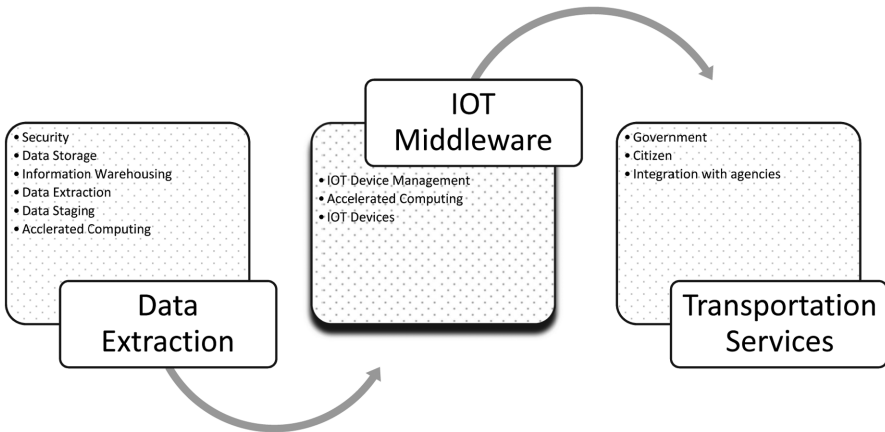 • Security
• Data Storage
• Information Warehousing
• Data Extraction
• Data Staging
• Acclerated Computing
Data
Extraction
IOT
Middleware
• IOT Device Management
• Accelerated Computing
• IOT Devices
• Government
• Citizen
• Integration with agencies
Transportation
Services